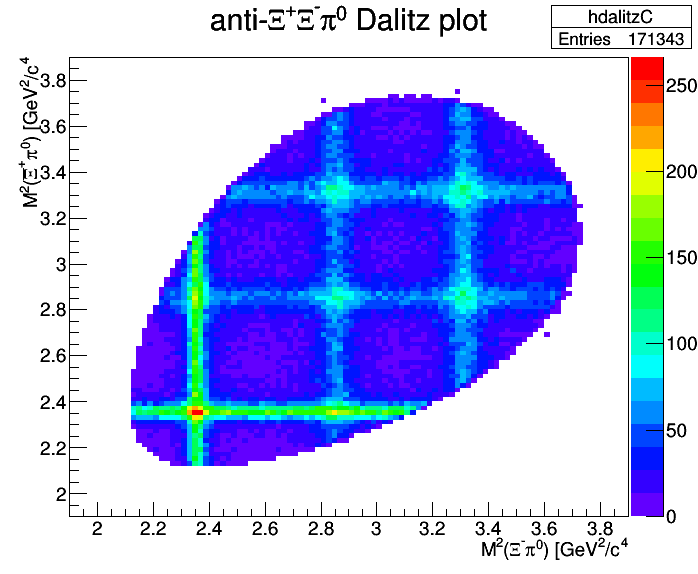 anti-Ξ⁺Ξ⁻π⁰ Dalitz plot
hdalitzC
Entries 171343
M²(Ξ⁺π⁰) [GeV²/c⁴
3.8
3.6
3.4
3.2
3
2.8
2.6
2.4
2.2
2
250
200
150
100
50
0
2 2.2 2.4 2.6 2.8 3 3.2 3.4 3.6 3.8
M²(Ξ⁻π⁰) [GeV²/c⁴